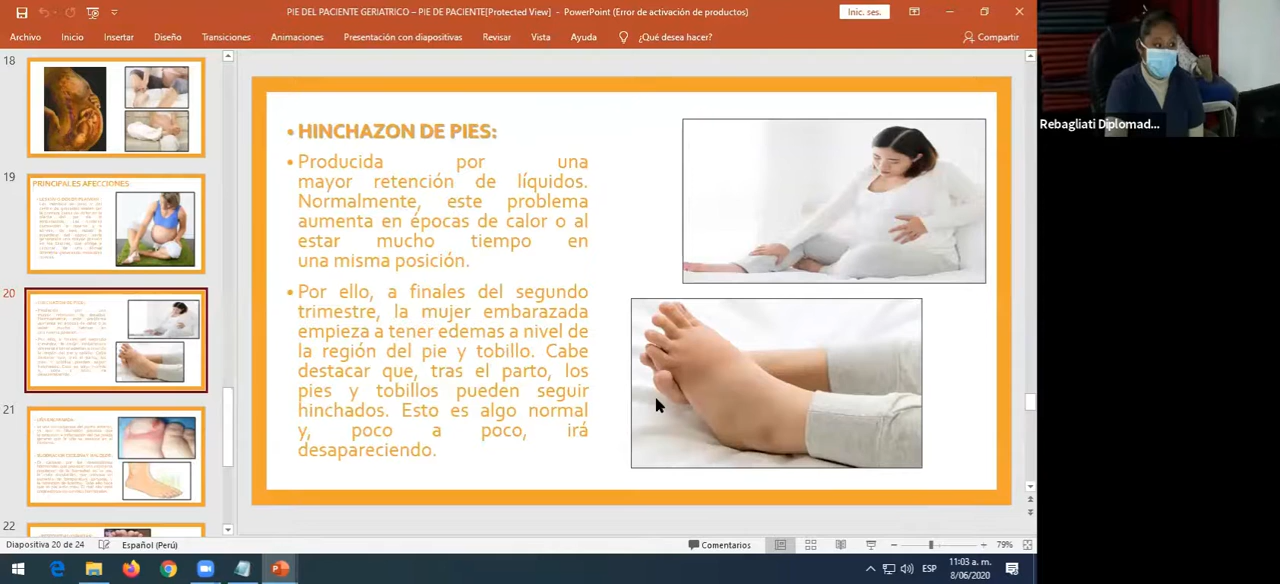 PIE DEL PACIENTE GERIATRICO – PIE DE PACIENTE[Protected View] - PowerPoint (Error de activación de productos)
Inic. ses.
Archivo Inicio Insertar Diseño Transiciones Animaciones Presentación con diapositivas Revisar Vista Ayuda ¿Qué desea hacer? Compartir
18
19
PRINCIPALES AFECCIONES
20
21
22
• HINCHAZON DE PIES:
• Producida por una
mayor retención de líquidos.
Normalmente, este problema
aumenta en épocas de calor o al
estar mucho tiempo en
una misma posición.
• Por ello, a finales del segundo
trimestre, la mujer embarazada
empieza a tener edemas a nivel de
la región del pie y tobillo. Cabe
destacar que, tras el parto, los
pies y tobillos pueden seguir
hinchados. Esto es algo normal
y, poco a poco, irá
desapareciendo.
Rebagliati Diplomad...
Diapositiva 20 de 24 Español (Perú) Comentarios 79%
ESP
11:03 a. m.
8/06/2020